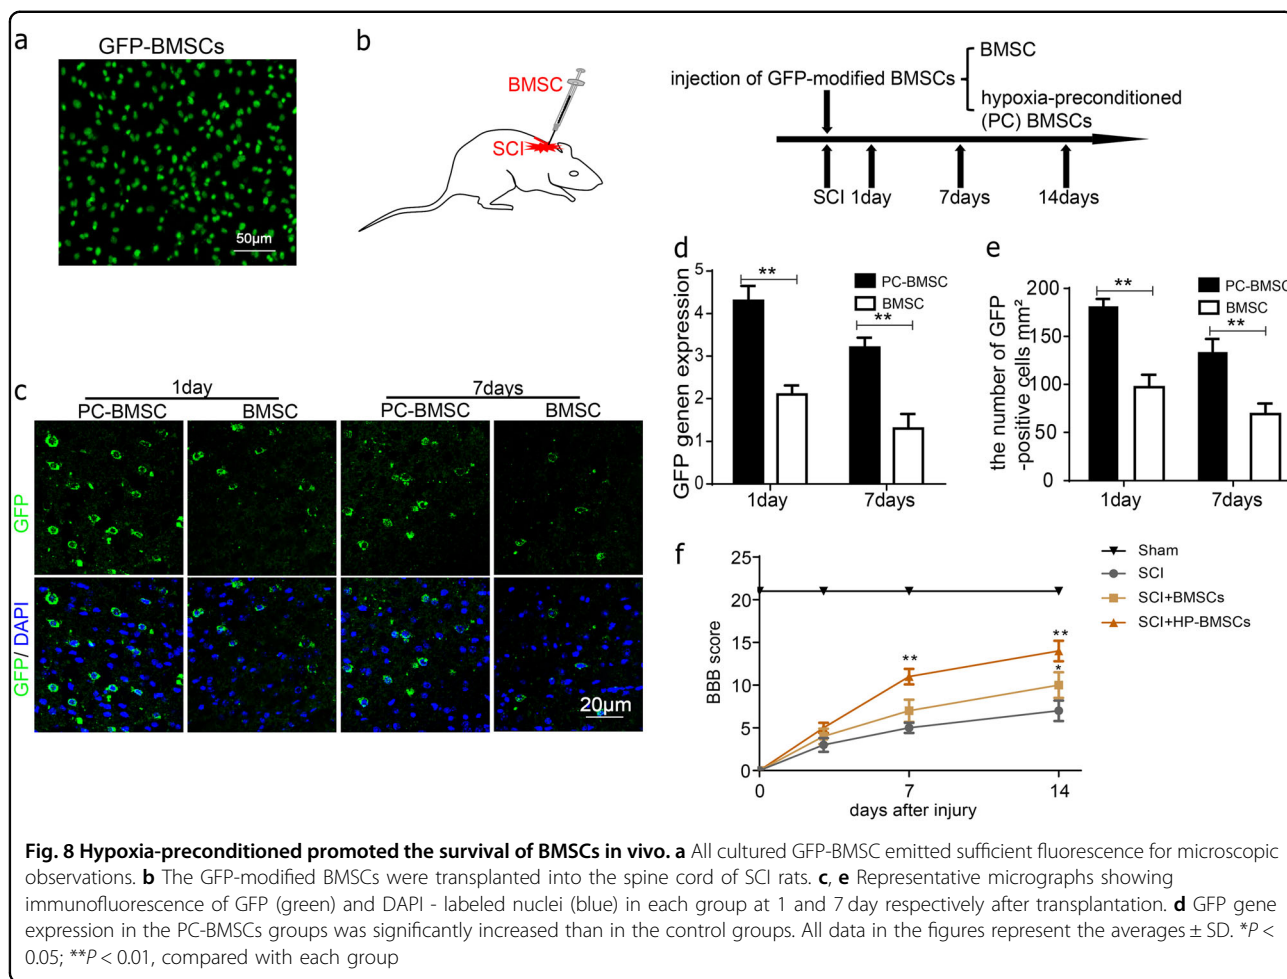 a
GFP-BMSCs
50µm
b
BMSC
SCI
injection of GFP-modified BMSCs
BMSC
hypoxia-preconditioned
(PC) BMSCs
SCI 1day 7days 14days
c
1day 7days
PC-BMSC BMSC PC-BMSC BMSC
GFP
GFP/ DAPI
20µm
d
GFP genen expression
5
4
3
2
1
0
** **
PC-BMSC
BMSC
1day 7days
e
the number of GFP
-positive cells mm²
200
150
100
50
0
** **
PC-BMSC
BMSC
1day 7days
f
BBB score
25
20
15
10
5
0
** ** *
0 7 14
days after injury
Sham
SCI
SCI+BMSCs
SCI+HP-BMSCs
Fig. 8 Hypoxia-preconditioned promoted the survival of BMSCs in vivo. a All cultured GFP-BMSC emitted sufficient fluorescence for microscopic
observations. b The GFP-modified BMSCs were transplanted into the spine cord of SCI rats. c, e Representative micrographs showing
immunofluorescence of GFP (green) and DAPI - labeled nuclei (blue) in each group at 1 and 7 day respectively after transplantation. d GFP gene
expression in the PC-BMSCs groups was significantly increased than in the control groups. All data in the figures represent the averages ± SD. *P <
0.05; **P < 0.01, compared with each group